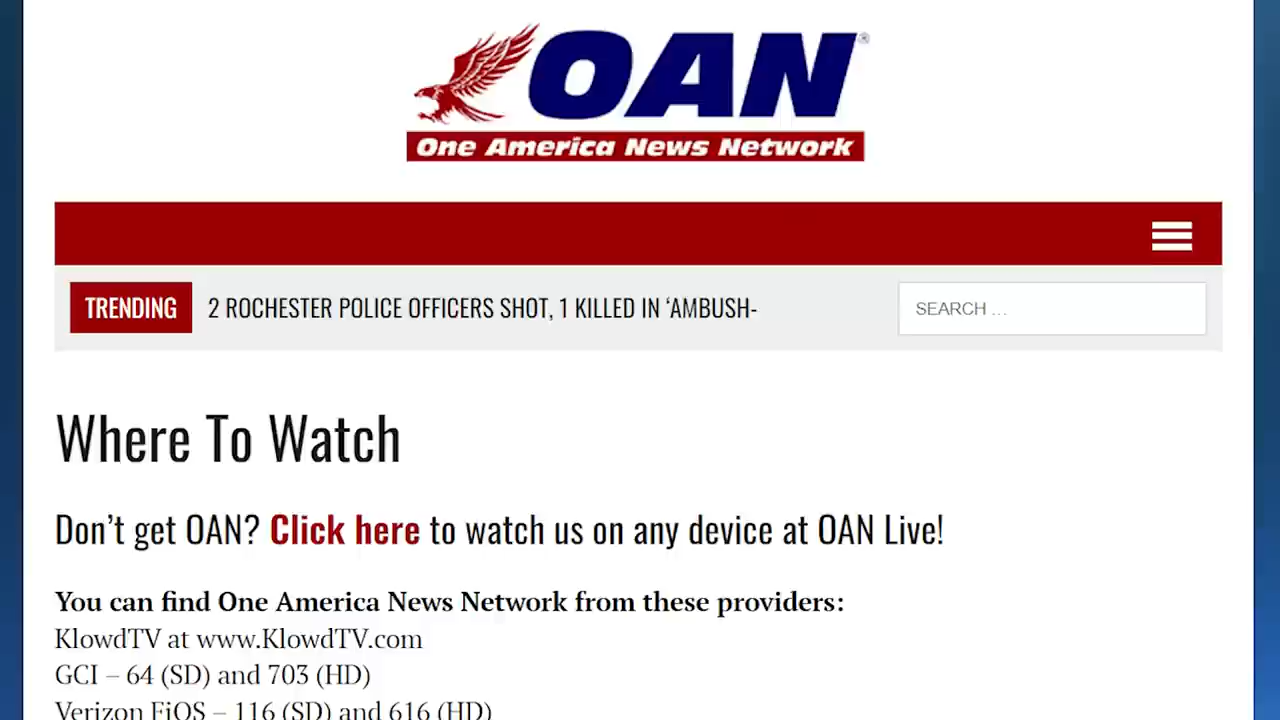 OAN®
One America News Network
TRENDING 2 ROCHESTER POLICE OFFICERS SHOT, 1 KILLED IN ‘AMBUSH- SEARCH …
Where To Watch
Don’t get OAN? Click here to watch us on any device at OAN Live!
You can find One America News Network from these providers:
KlowdTV at www.KlowdTV.com
GCI – 64 (SD) and 703 (HD)
Verizon FiOS – 116 (SD) and 616 (HD)